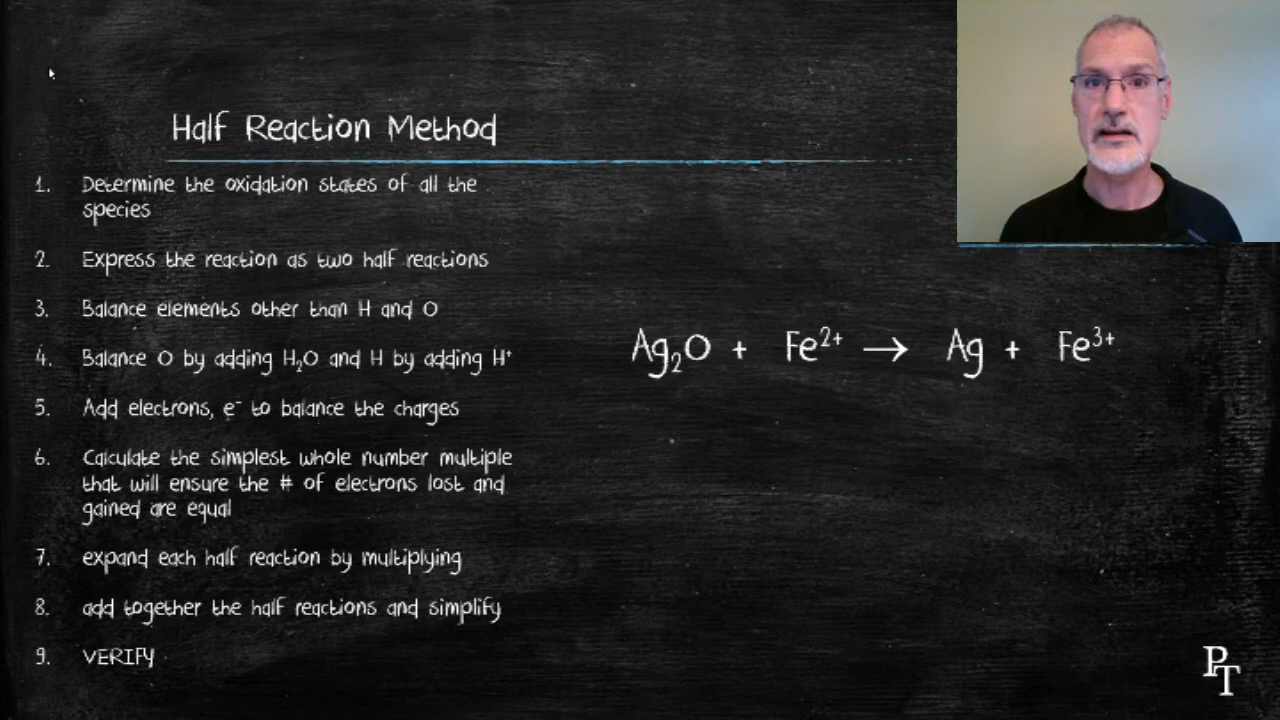 Half Reaction Method
1. Determine the oxidation states of all the
species
2. Express the reaction as two half reactions
3. Balance elements other than H and O
4. Balance O by adding H₂O and H by adding H⁺
5. Add electrons, e⁻ to balance the charges
6. Calculate the simplest whole number multiple
that will ensure the # of electrons lost and
gained are equal
7. expand each half reaction by multiplying
8. add together the half reactions and simplify
9. VERIFY
Ag₂O + Fe²⁺ → Ag + Fe³⁺
PT